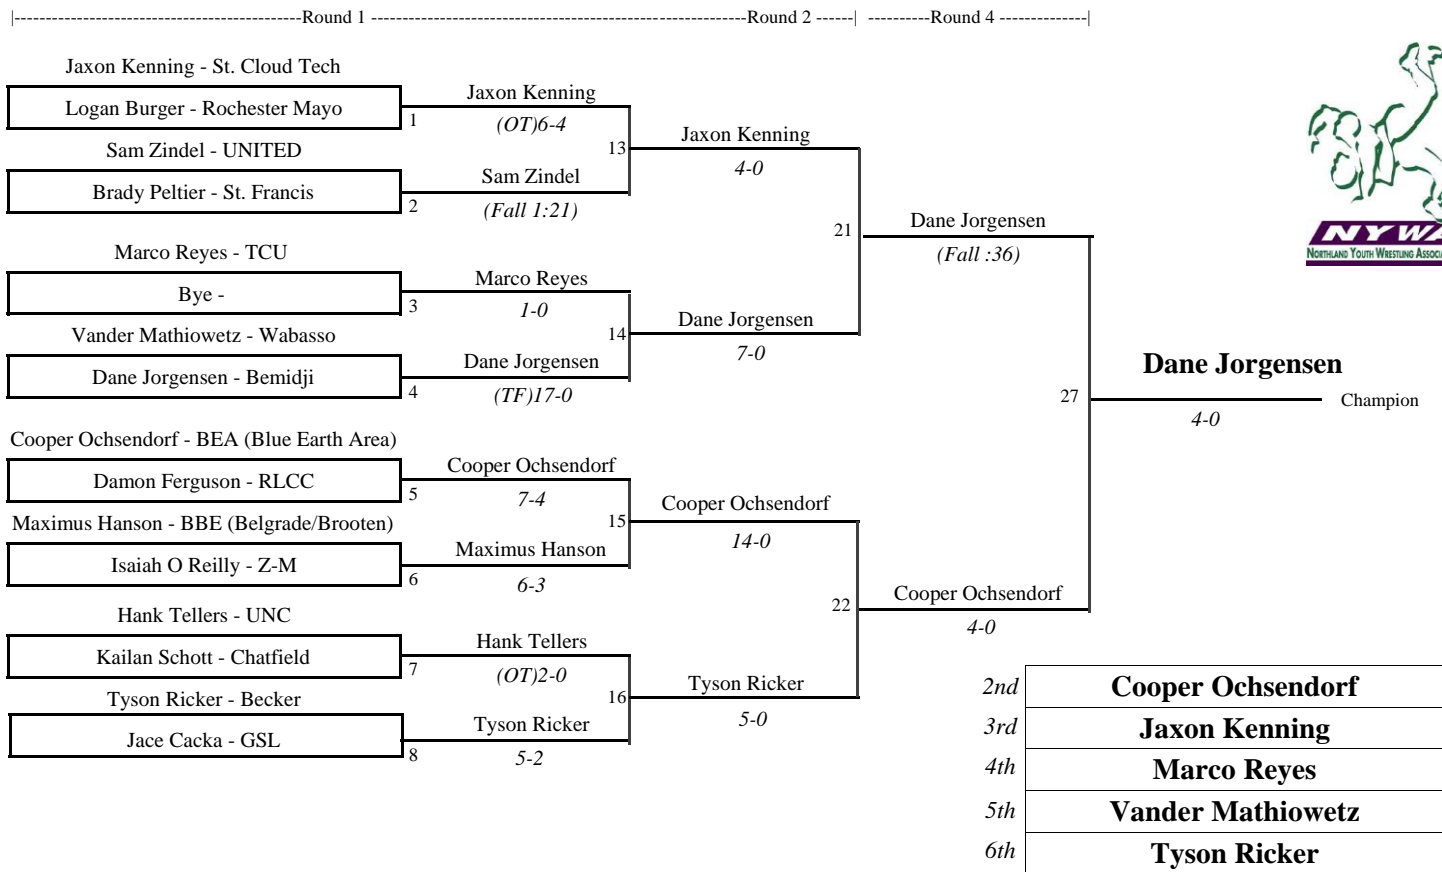 |-----------------------------------------Round 1 ------------------------------------------------------Round 2 ------| ----------Round 4 --------------|
Jaxon Kenning - St. Cloud Tech
Logan Burger - Rochester Mayo
1
Jaxon Kenning
(OT)6-4
Sam Zindel - UNITED
Brady Peltier - St. Francis
2
Sam Zindel
(Fall 1:21)
13
Jaxon Kenning
4-0
Marco Reyes - TCU
Bye -
3
Marco Reyes
1-0
Vander Mathiowetz - Wabasso
Dane Jorgensen - Bemidji
4
Dane Jorgensen
(TF)17-0
14
Dane Jorgensen
7-0
21
Dane Jorgensen
(Fall :36)
Cooper Ochsendorf - BEA (Blue Earth Area)
Damon Ferguson - RLCC
5
Cooper Ochsendorf
7-4
Maximus Hanson - BBE (Belgrade/Brooten)
Isaiah O Reilly - Z-M
6
Maximus Hanson
6-3
15
Cooper Ochsendorf
14-0
Hank Tellers - UNC
Kailan Schott - Chatfield
7
Hank Tellers
(OT)2-0
Tyson Ricker - Becker
Jace Cacka - GSL
8
Tyson Ricker
5-2
16
Tyson Ricker
5-0
22
Cooper Ochsendorf
4-0
27
Dane Jorgensen
4-0
Champion
NYWA
NORTHLAND YOUTH WRESTLING ASSOC
2nd Cooper Ochsendorf
3rd Jaxon Kenning
4th Marco Reyes
5th Vander Mathiowetz
6th Tyson Ricker